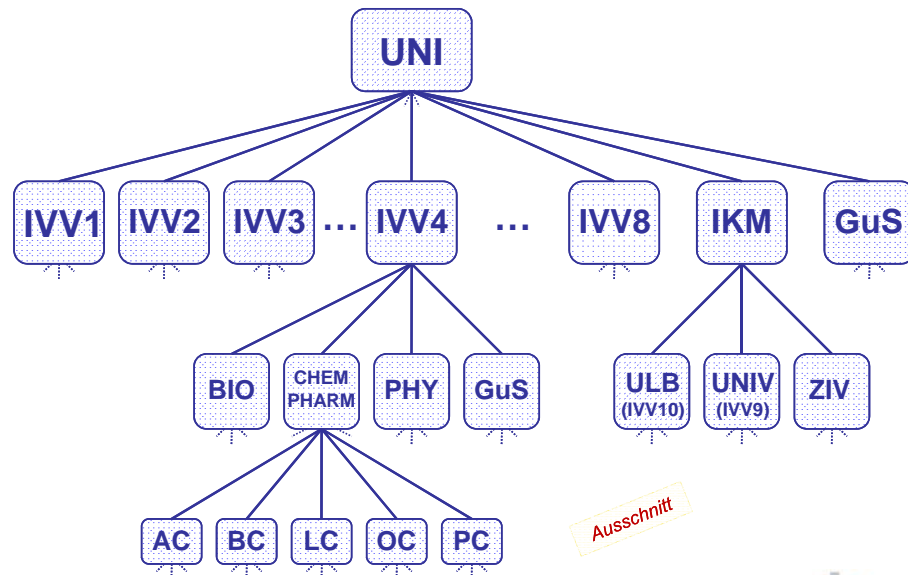 UNI
IVV1 IVV2 IVV3 ... IVV4 ... IVV8 IKM GuS
BIO CHEM PHARM PHY GuS ULB (IVV10) UNIV (IVV9) ZIV
AC BC LC OC PC
Ausschnitt